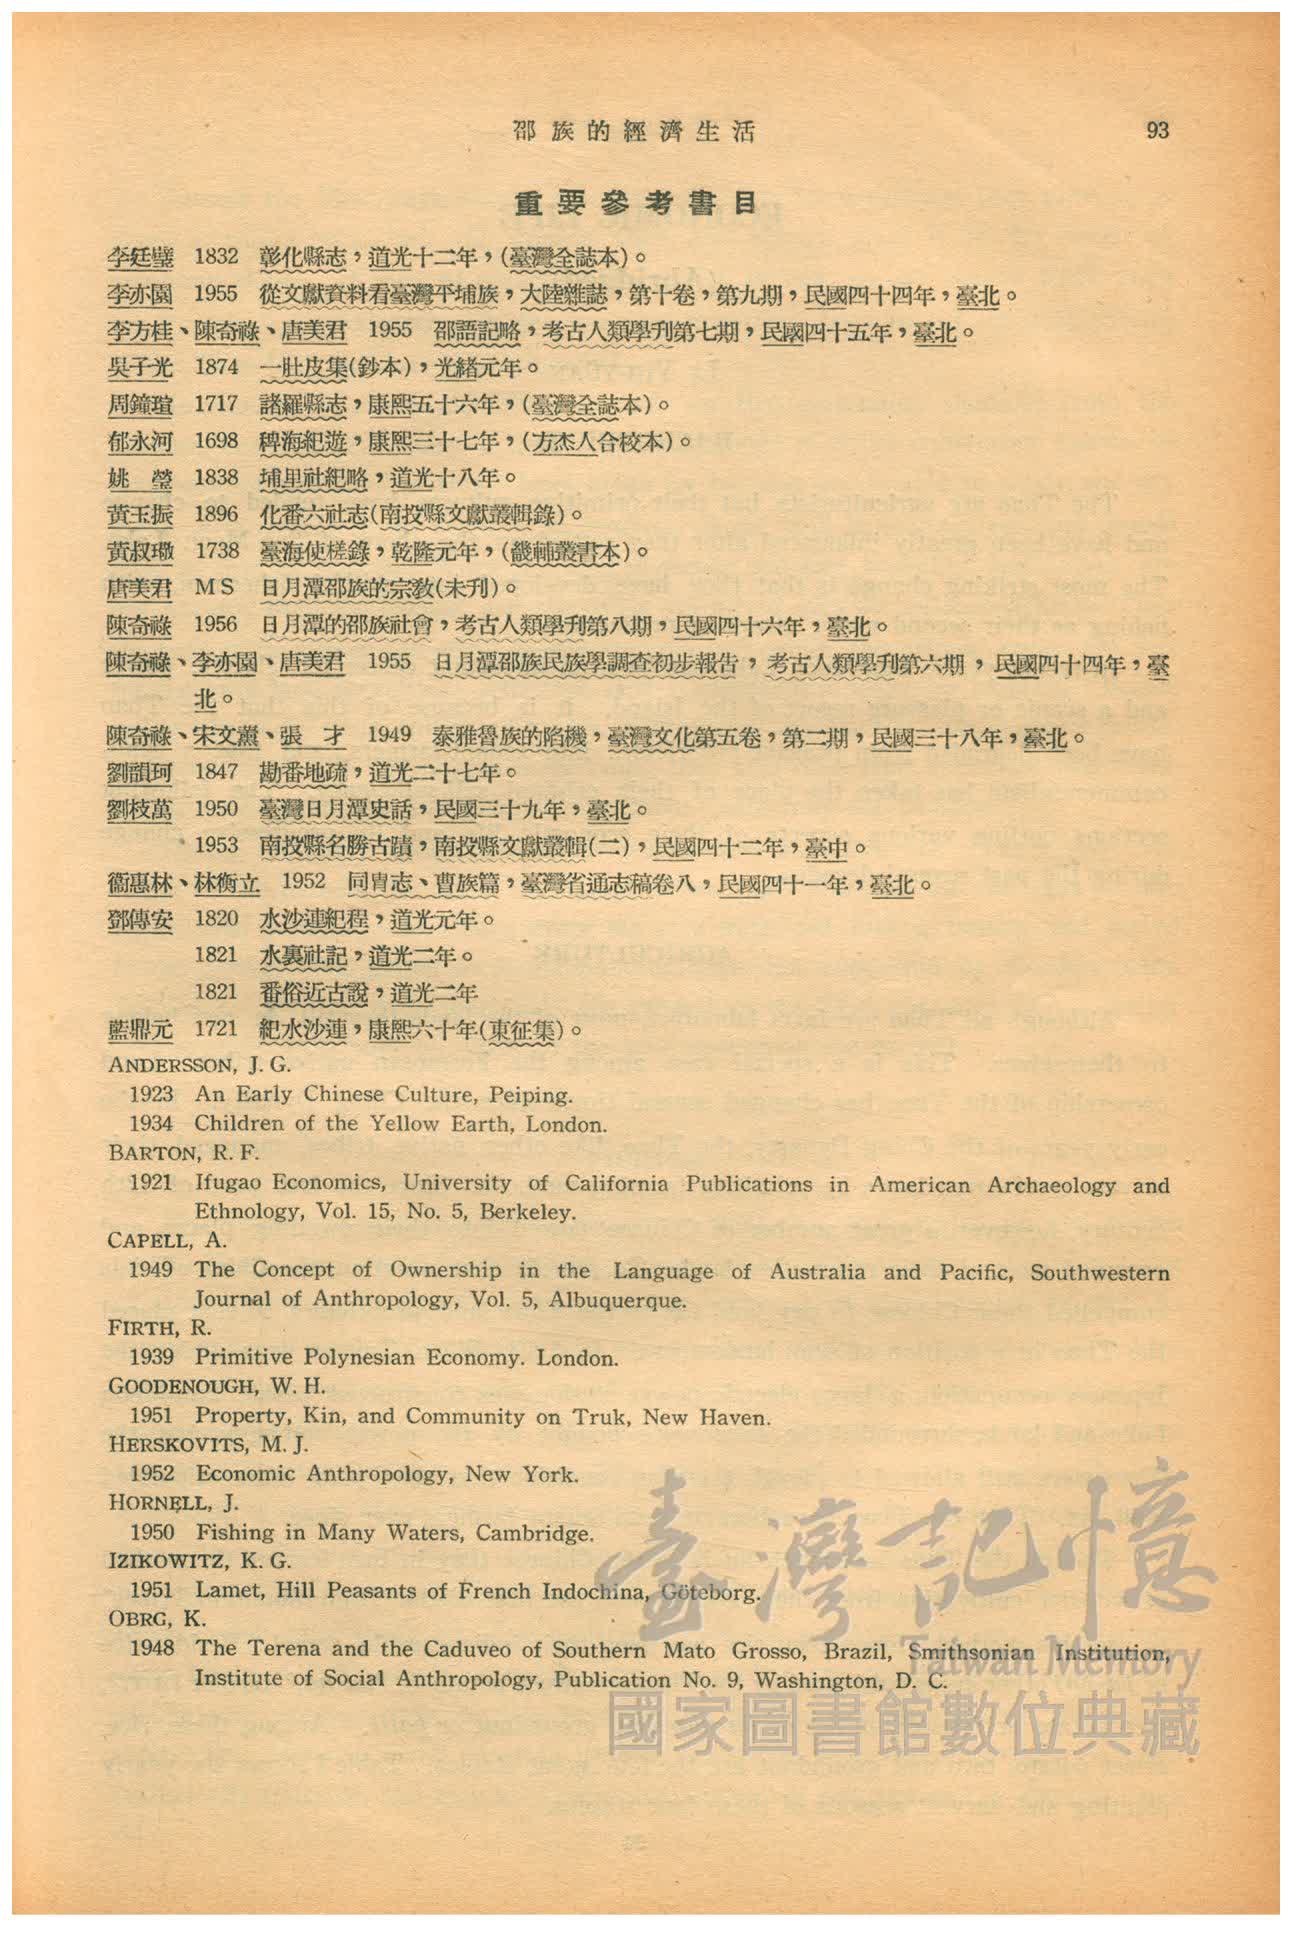 邵族的經濟生活 93
重要參考書目
李廷璧 1832 彰化縣志，道光十二年，(臺灣全誌本)。
李亦園 1955 從文獻資料看臺灣平埔族，大陸雜誌，第十卷，第九期，民國四十四年，臺北。
李方桂、陳奇祿、唐美君 1955 邵語記略，考古人類學刊第七期，民國四十五年，臺北。
吳子光 1874 一肚皮集(鈔本)，光緒元年。
周鐘瑄 1717 諸羅縣志，康熙五十六年，(臺灣全誌本)。
郁永河 1698 稗海紀遊，康熙三十七年，(方杰人合校本)。
姚 瑩 1838 埔里社紀略，道光十八年。
黃玉振 1896 化番六社志(南投縣文獻叢輯錄)。
黃叔璥 1738 臺海使槎錄，乾隆元年，(畿輔叢書本)。
唐美君 MS 日月潭邵族的宗教(未刊)。
陳奇祿 1956 日月潭的邵族社會，考古人類學刊第八期，民國四十六年，臺北。
陳奇祿、李亦園、唐美君 1955 日月潭邵族民族學調查初步報告，考古人類學刊第六期，民國四十四年，臺
北。
陳奇祿、宋文薰、張 才 1949 泰雅魯族的陷機，臺灣文化第五卷，第二期，民國三十八年，臺北。
劉韻珂 1847 勘番地疏，道光二十七年。
劉枝萬 1950 臺灣日月潭史話，民國三十九年，臺北。
1953 南投縣名勝古蹟，南投縣文獻叢輯(二)，民國四十二年，臺中。
衞惠林、林衡立 1952 同胄志、曹族篇，臺灣省通志稿卷八，民國四十一年，臺北。
鄧傳安 1820 水沙連紀程，道光元年。
1821 水裏社記，道光二年。
1821 番俗近古說，道光二年
藍鼎元 1721 紀水沙連，康熙六十年(東征集)。
ANDERSSON, J. G.
1923 An Early Chinese Culture, Peiping.
1934 Children of the Yellow Earth, London.
BARTON, R. F.
1921 Ifugao Economics, University of California Publications in American Archaeology and
Ethnology, Vol. 15, No. 5, Berkeley.
CAPELL, A.
1949 The Concept of Ownership in the Language of Australia and Pacific, Southwestern
Journal of Anthropology, Vol. 5, Albuquerque.
FIRTH, R.
1939 Primitive Polynesian Economy. London.
GOODENOUGH, W. H.
1951 Property, Kin, and Community on Truk, New Haven.
HERSKOVITS, M. J.
1952 Economic Anthropology, New York.
HORNELL, J.
1950 Fishing in Many Waters, Cambridge.
IZIKOWITZ, K. G.
1951 Lamet, Hill Peasants of French Indochina, Göteborg.
OBRG, K.
1948 The Terena and the Caduveo of Southern Mato Grosso, Brazil, Smithsonian Institution,
Institute of Social Anthropology, Publication No. 9, Washington, D. C.
臺灣記憶
Taiwan Memory
國家圖書館數位典藏